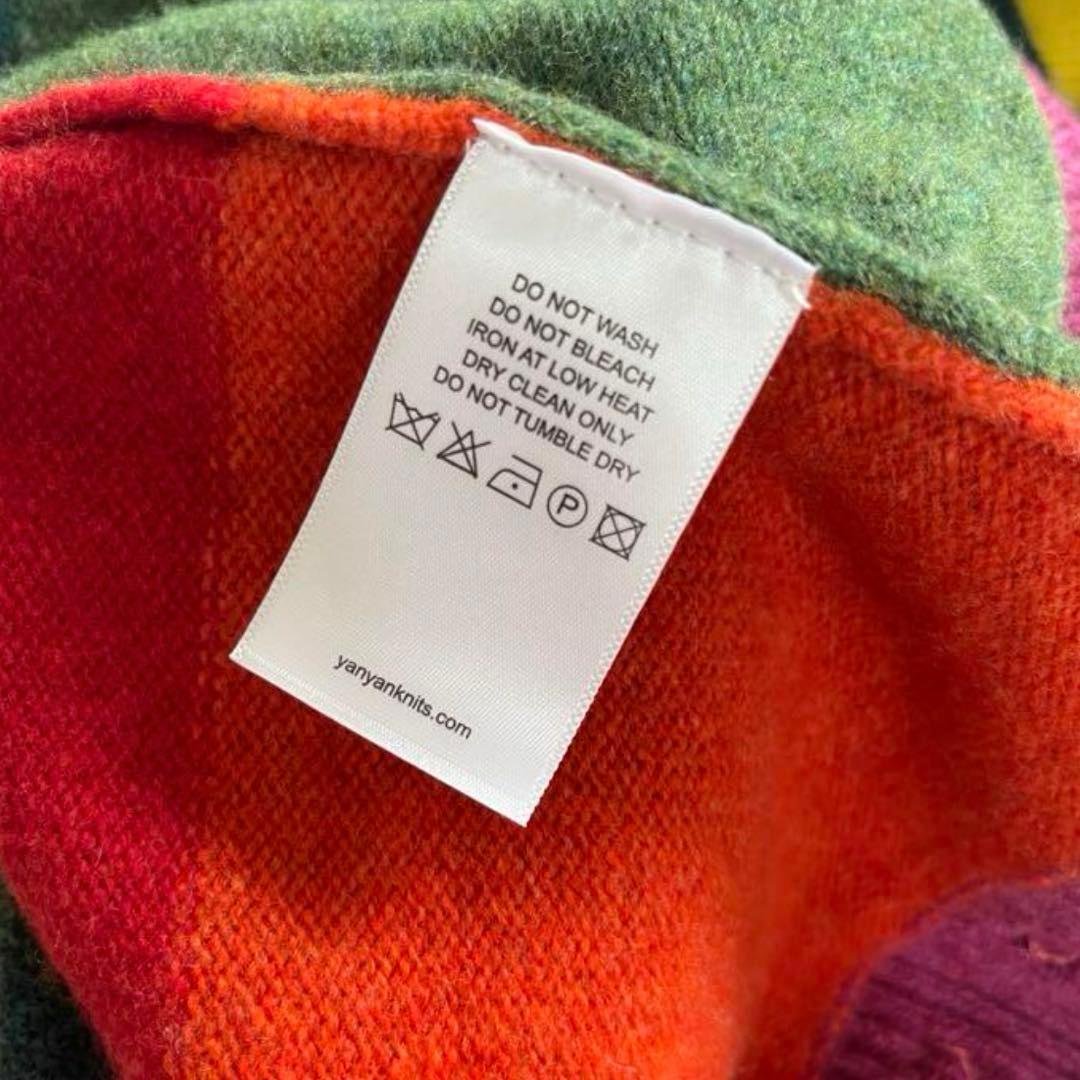 DO NOT WASH
DO NOT BLEACH
IRON AT LOW HEAT
DRY CLEAN ONLY
DO NOT TUMBLE DRY
P
yanyanknits.com